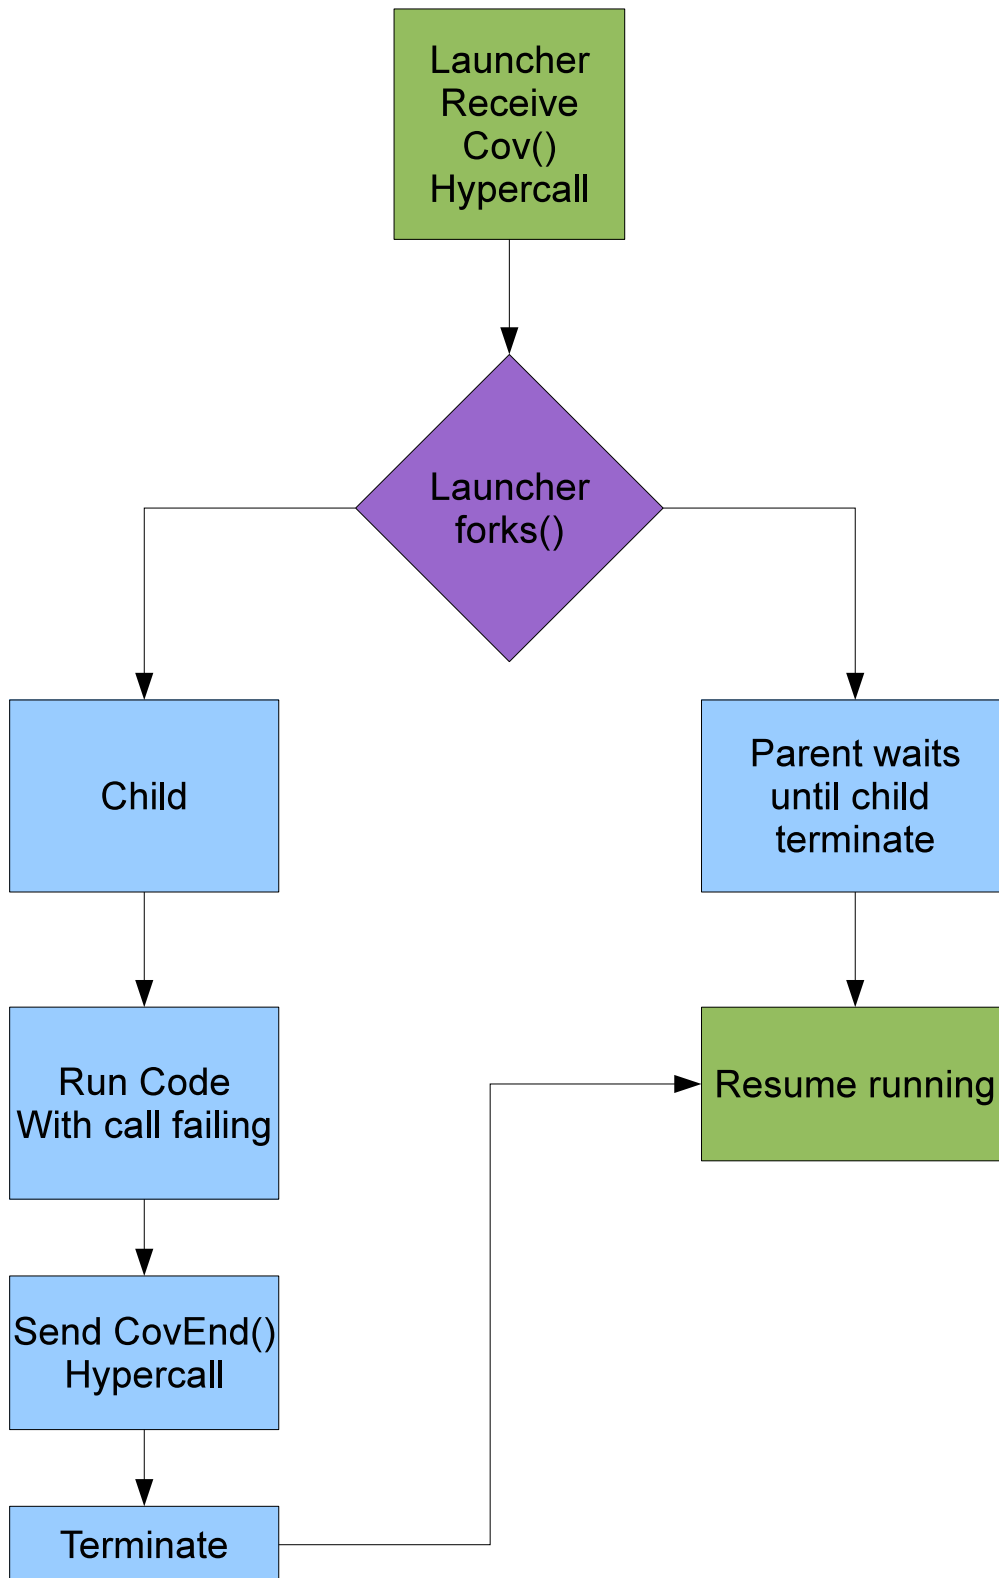 Launcher
Receive
Cov()
Hypercall
Launcher
forks()
Child
Parent waits
until child
terminate
Run Code
With call failing
Resume running
Send CovEnd()
Hypercall
Terminate